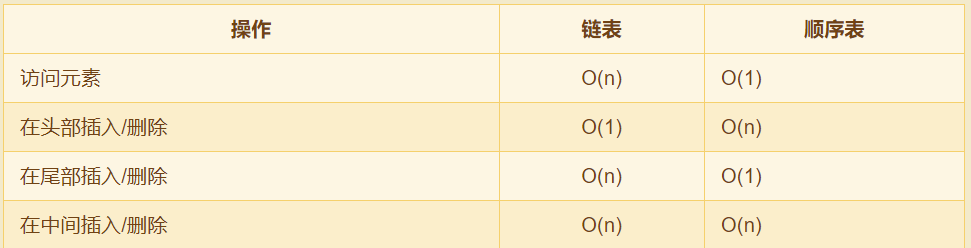 操作 链表 顺序表
访问元素 O(n) O(1)
在头部插入/删除 O(1) O(n)
在尾部插入/删除 O(n) O(1)
在中间插入/删除 O(n) O(n)